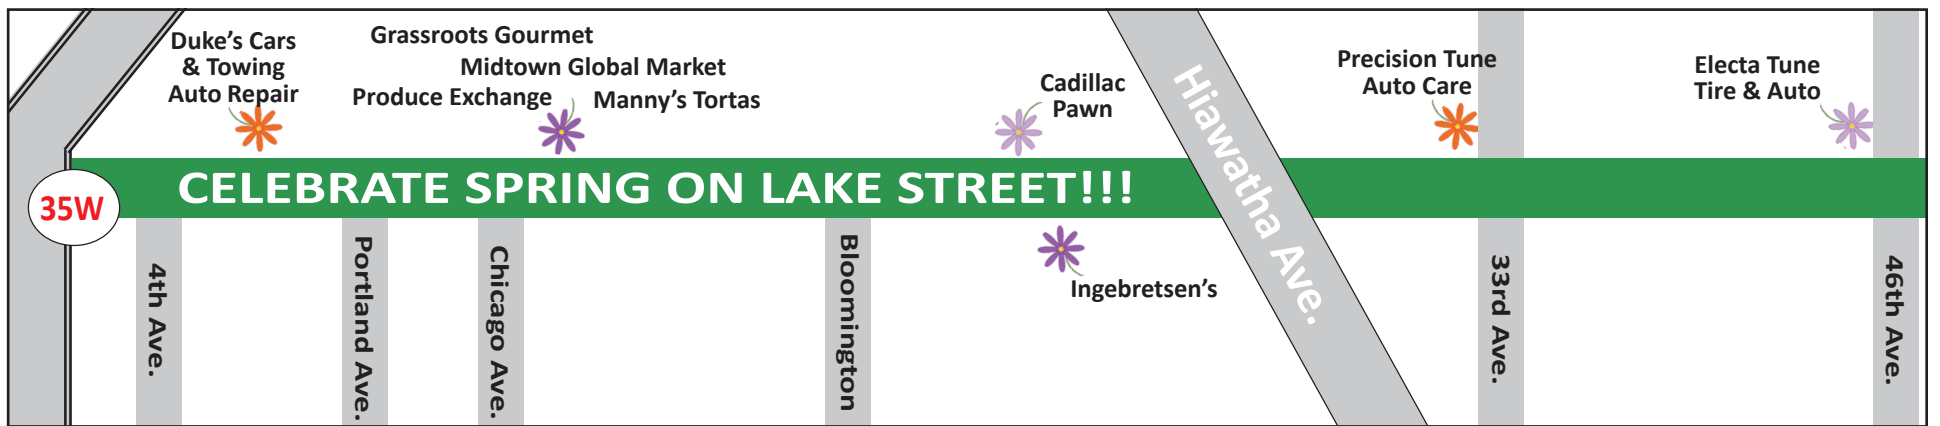 Duke's Cars
& Towing
Auto Repair
Grassroots Gourmet
Midtown Global Market
Produce Exchange
Manny's Tortas
Cadillac
Pawn
Hiawatha Ave.
Precision Tune
Auto Care
Electa Tune
Tire & Auto
35W
CELEBRATE SPRING ON LAKE STREET!!!
4th Ave.
Portland Ave.
Chicago Ave.
Bloomington
Ingebretsen's
33rd Ave.
46th Ave.